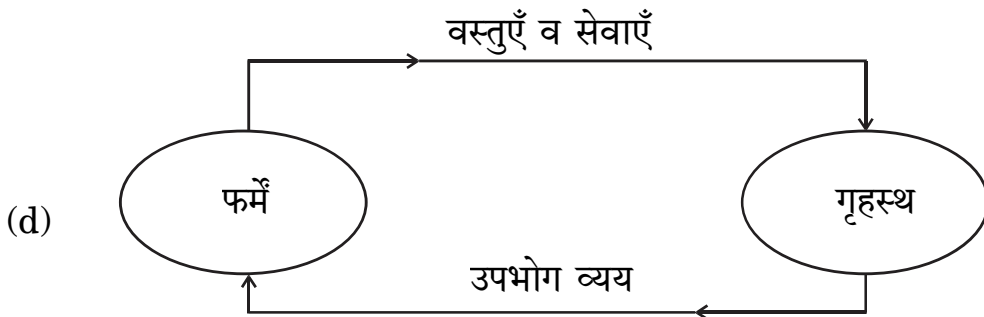 वस्तुएँ व सेवाएँ
फर्में
गृहस्थ
(d)
उपभोग व्यय